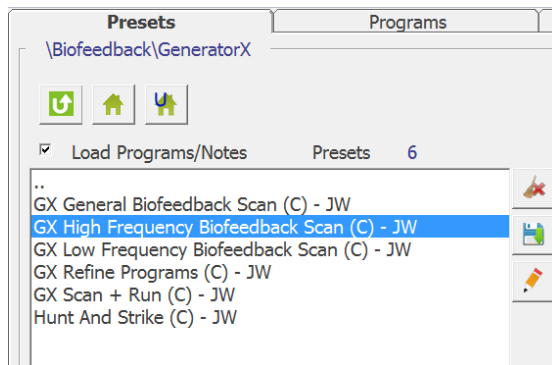 Presets Programs
\Biofeedback\GeneratorX
U
Load Programs/Notes Presets 6
..
GX General Biofeedback Scan (C) - JW
GX High Frequency Biofeedback Scan (C) - JW
GX Low Frequency Biofeedback Scan (C) - JW
GX Refine Programs (C) - JW
GX Scan + Run (C) - JW
Hunt And Strike (C) - JW